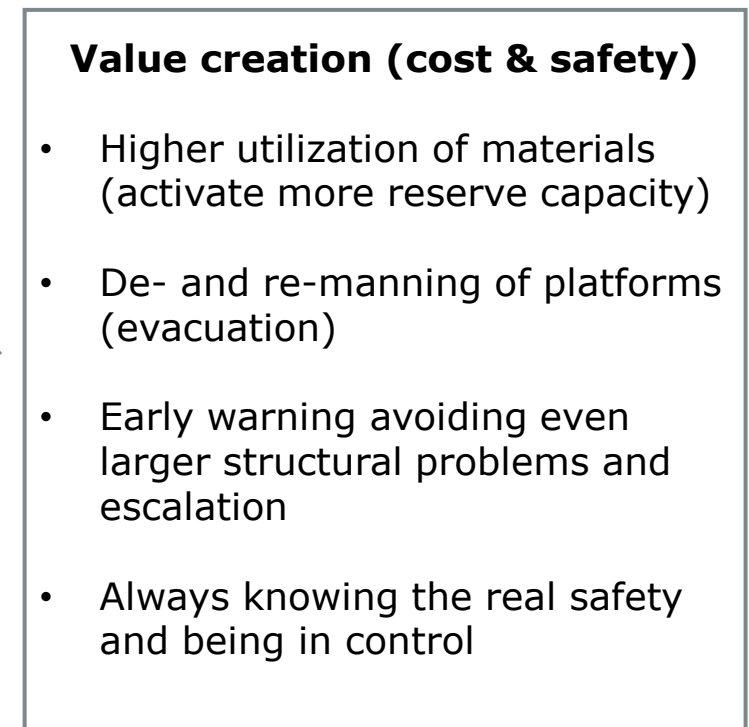 Value creation (cost & safety)
• Higher utilization of materials
(activate more reserve capacity)
• De- and re-manning of platforms
(evacuation)
• Early warning avoiding even
larger structural problems and
escalation
• Always knowing the real safety
and being in control